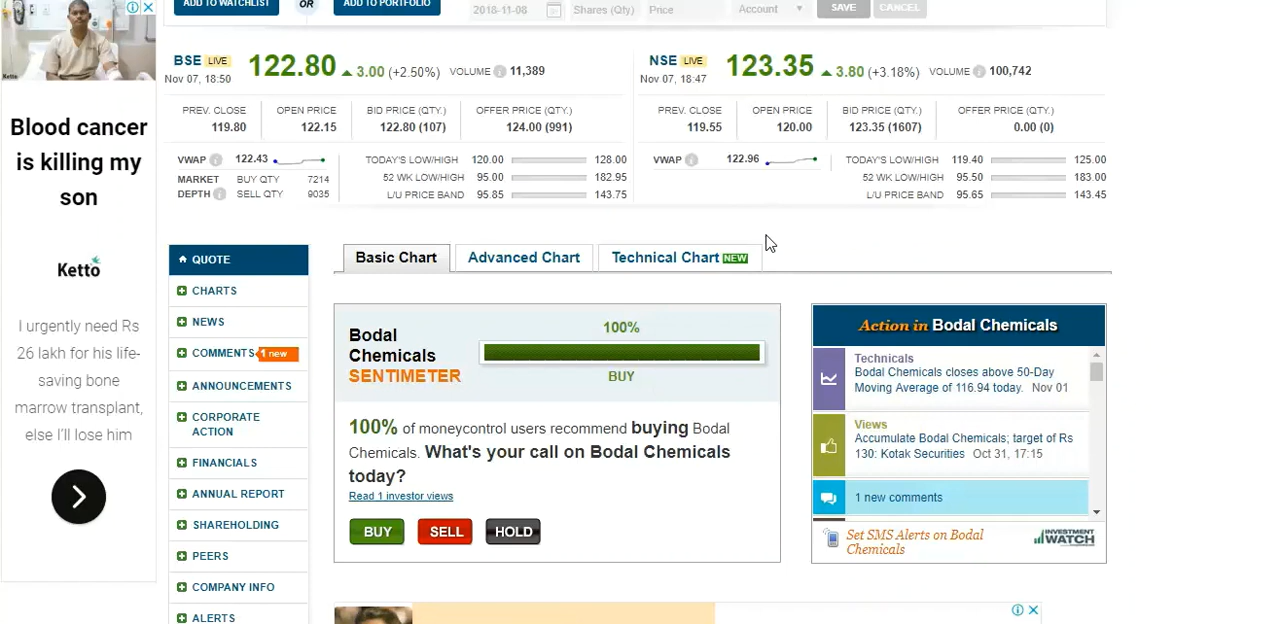 ADD TO WATCHLIST OR ADD TO PORTFOLIO 2018-11-08 Shares (Qty) Price Account SAVE CANCEL
Ketto
Blood cancer
is killing my
son
Ketto
I urgently need Rs
26 lakh for his life-
saving bone
marrow transplant,
else I'll lose him
BSE LIVE 122.80 3.00 (+2.50%) VOLUME 11,389
Nov 07, 18:50
PREV. CLOSE OPEN PRICE BID PRICE (QTY.) OFFER PRICE (QTY.)
119.80 122.15 122.80 (107) 124.00 (991)
VWAP 122.43 TODAY'S LOW/HIGH 120.00 128.00
MARKET BUY QTY 7214 52 WK LOW/HIGH 95.00 182.95
DEPTH SELL QTY 9035 L/U PRICE BAND 95.85 143.75
NSE LIVE 123.35 3.80 (+3.18%) VOLUME 100,742
Nov 07, 18:47
PREV. CLOSE OPEN PRICE BID PRICE (QTY.) OFFER PRICE (QTY.)
119.55 120.00 123.35 (1607) 0.00 (0)
VWAP 122.96 TODAY'S LOW/HIGH 119.40 125.00
52 WK LOW/HIGH 95.50 183.00
L/U PRICE BAND 95.65 143.45
QUOTE
CHARTS
NEWS
COMMENTS 1 new
ANNOUNCEMENTS
CORPORATE
ACTION
FINANCIALS
ANNUAL REPORT
SHAREHOLDING
PEERS
COMPANY INFO
ALERTS
Basic Chart Advanced Chart Technical Chart NEW
Bodal
Chemicals
SENTIMETER
100%
BUY
100% of moneycontrol users recommend buying Bodal
Chemicals. What's your call on Bodal Chemicals
today?
Read 1 investor views
BUY SELL HOLD
Action in Bodal Chemicals
Technicals
Bodal Chemicals closes above 50-Day
Moving Average of 116.94 today. Nov 01
Views
Accumulate Bodal Chemicals; target of Rs
130: Kotak Securities Oct 31, 17:15
1 new comments
Set SMS Alerts on Bodal
Chemicals
INVESTMENT
WATCH